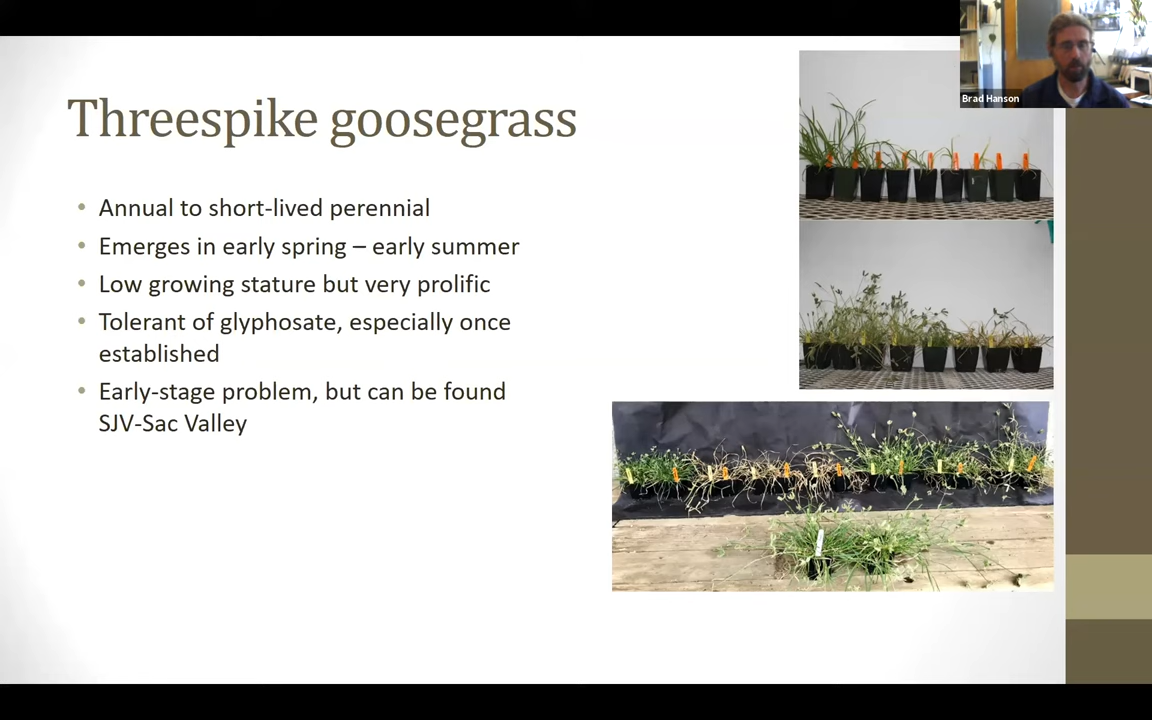 Brad Hanson
Threespike goosegrass
• Annual to short-lived perennial
• Emerges in early spring – early summer
• Low growing stature but very prolific
• Tolerant of glyphosate, especially once
established
• Early-stage problem, but can be found
SJV-Sac Valley